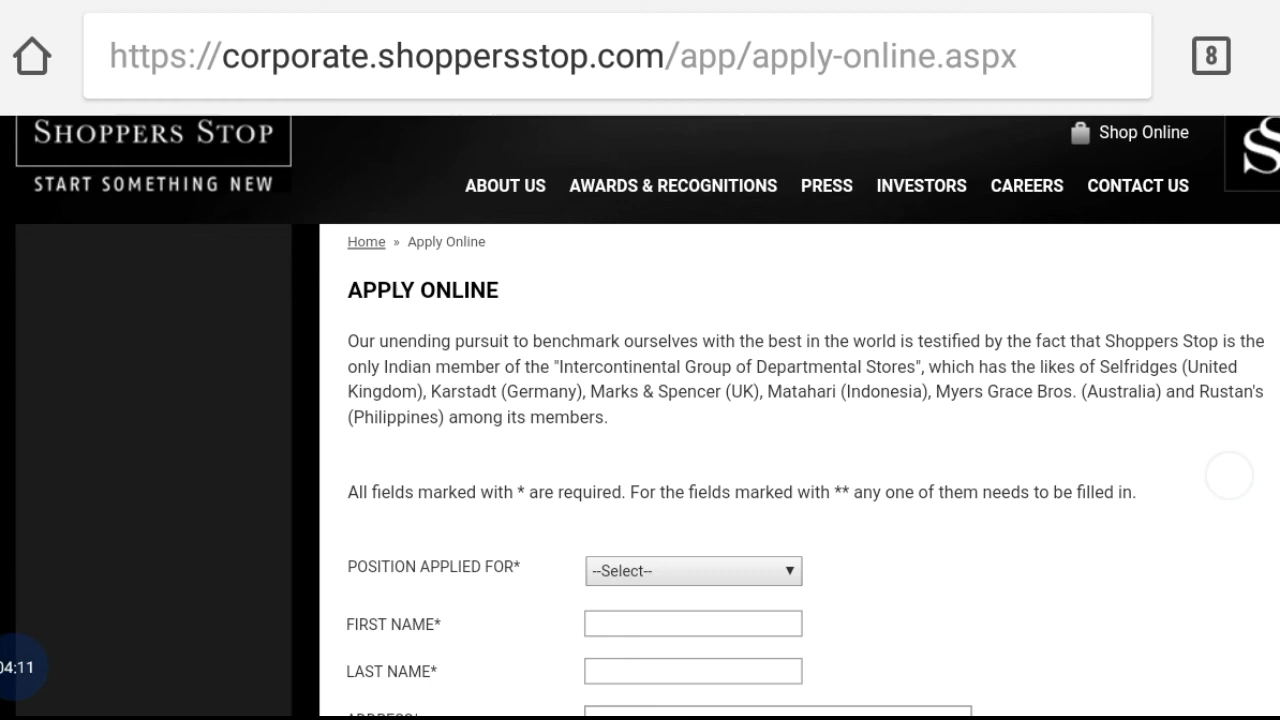 https://corporate.shoppersstop.com/app/apply-online.aspx
8
SHOPPERS STOP
START SOMETHING NEW
Shop Online
ABOUT US AWARDS & RECOGNITIONS PRESS INVESTORS CAREERS CONTACT US
Home » Apply Online
APPLY ONLINE
Our unending pursuit to benchmark ourselves with the best in the world is testified by the fact that Shoppers Stop is the
only Indian member of the "Intercontinental Group of Departmental Stores", which has the likes of Selfridges (United
Kingdom), Karstadt (Germany), Marks & Spencer (UK), Matahari (Indonesia), Myers Grace Bros. (Australia) and Rustan's
(Philippines) among its members.
All fields marked with * are required. For the fields marked with ** any one of them needs to be filled in.
POSITION APPLIED FOR* --Select-- ▼
FIRST NAME*
LAST NAME*
04:11